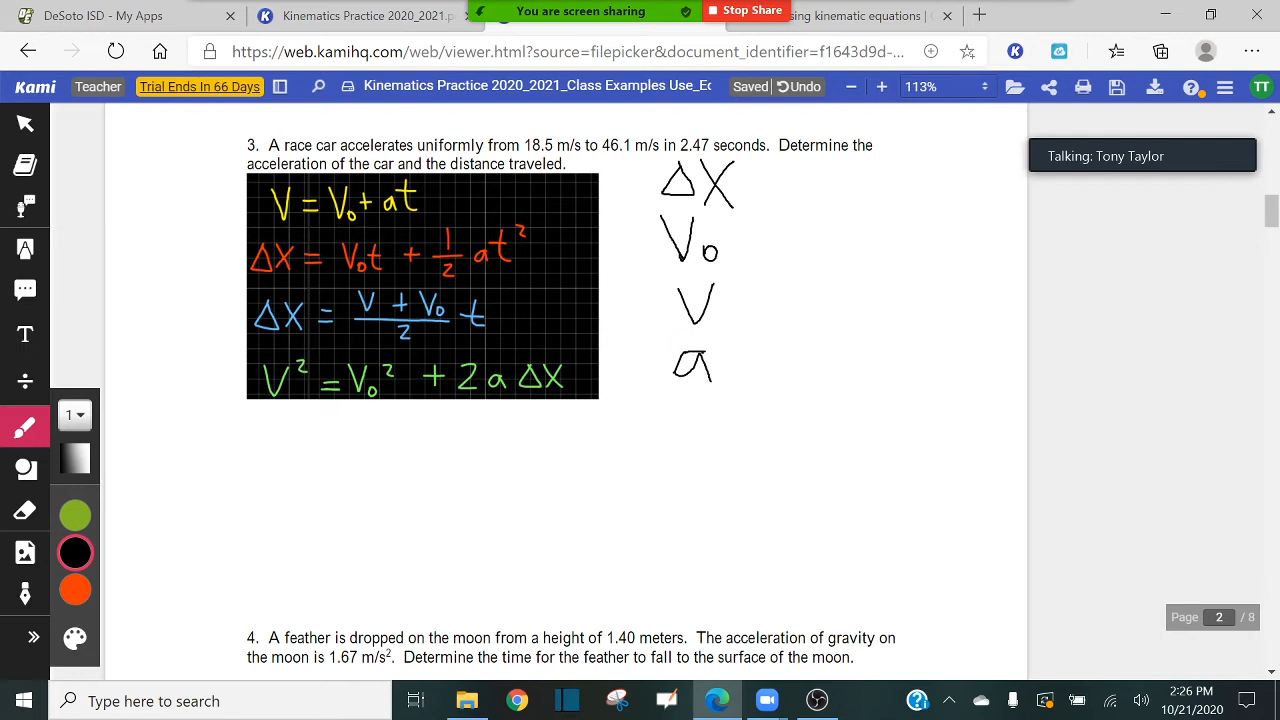 DeSoto ISD - My Apps
Kinematics Practice 2020_2021.p
You are screen sharing
Stop Share
sing kinematic equations | C
https://web.kamihq.com/web/viewer.html?source=filepicker&document_identifier=f1643d9d-...
Kami
Teacher
Trial Ends In 66 Days
Kinematics Practice 2020_2021_Class Examples Use_Ec
Saved
Undo
113%
TT
Talking: Tony Taylor
3. A race car accelerates uniformly from 18.5 m/s to 46.1 m/s in 2.47 seconds. Determine the
acceleration of the car and the distance traveled.
V = V₀ + at
ΔX = V₀t + 1/2 at²
ΔX = (V + V₀)/2 t
V² = V₀² + 2 a ΔX
ΔX
V₀
V
a
1
4. A feather is dropped on the moon from a height of 1.40 meters. The acceleration of gravity on
the moon is 1.67 m/s². Determine the time for the feather to fall to the surface of the moon.
Page 2 / 8
Type here to search
2:26 PM
10/21/2020